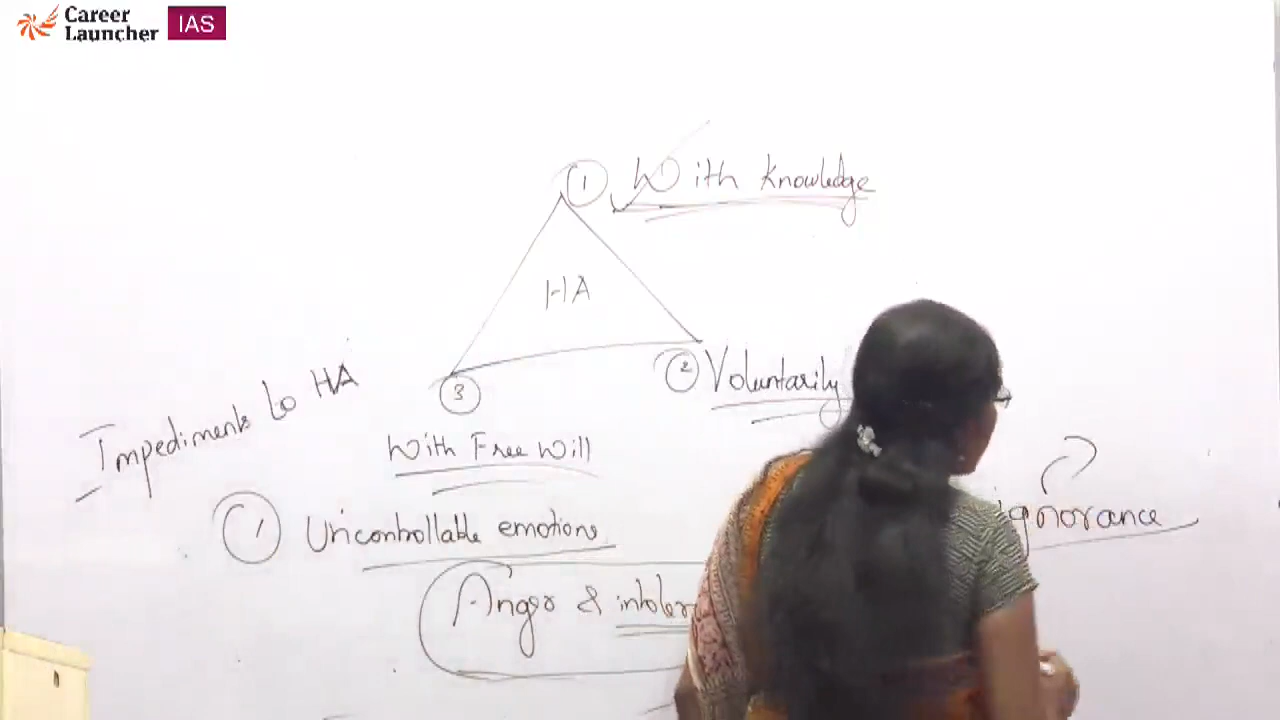 Career
Launcher
IAS
① With Knowledge
HA
② Voluntarily
③
With Free Will
Impediments to HA
① Uncontrollable emotions
ignorance
Anger &